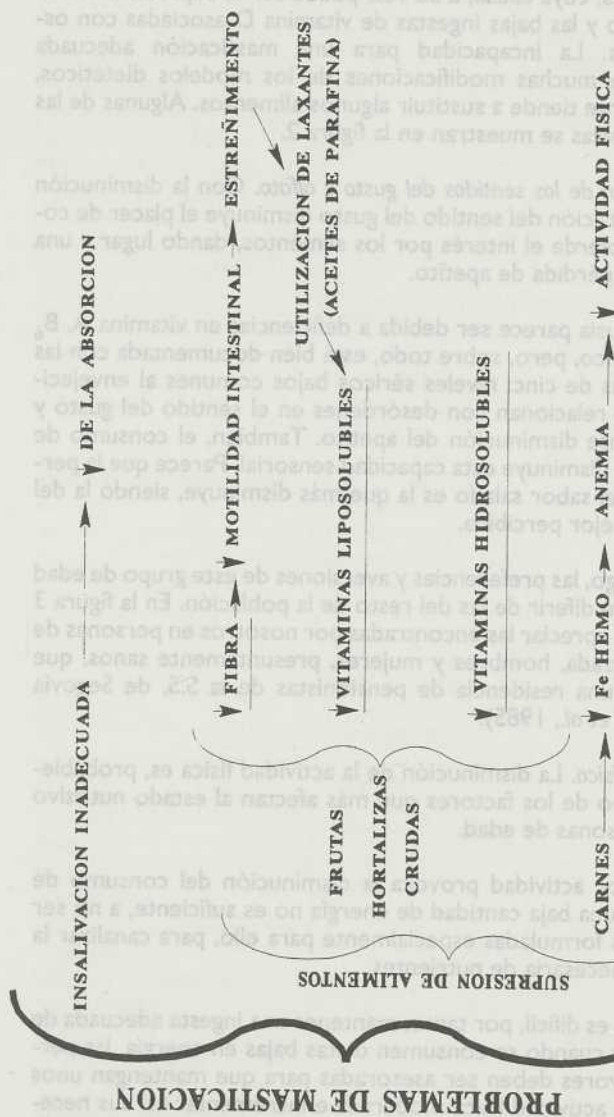 PROBLEMAS DE MASTICACION
INSALIVACION INADECUADA → ↓ DE LA ABSORCION
SUPRESION DE ALIMENTOS
FRUTAS
HORTALIZAS
CRUDAS
↓ FIBRA → ↓ MOTILIDAD INTESTINAL → ESTREÑIMIENTO
UTILIZACION DE LAXANTES
(ACEITES DE PARAFINA)
↓ VITAMINAS LIPOSOLUBLES
↓ VITAMINAS HIDROSOLUBLES
CARNES → ↓ Fe HEMO → ANEMIA → ↓ ACTIVIDAD FISICA